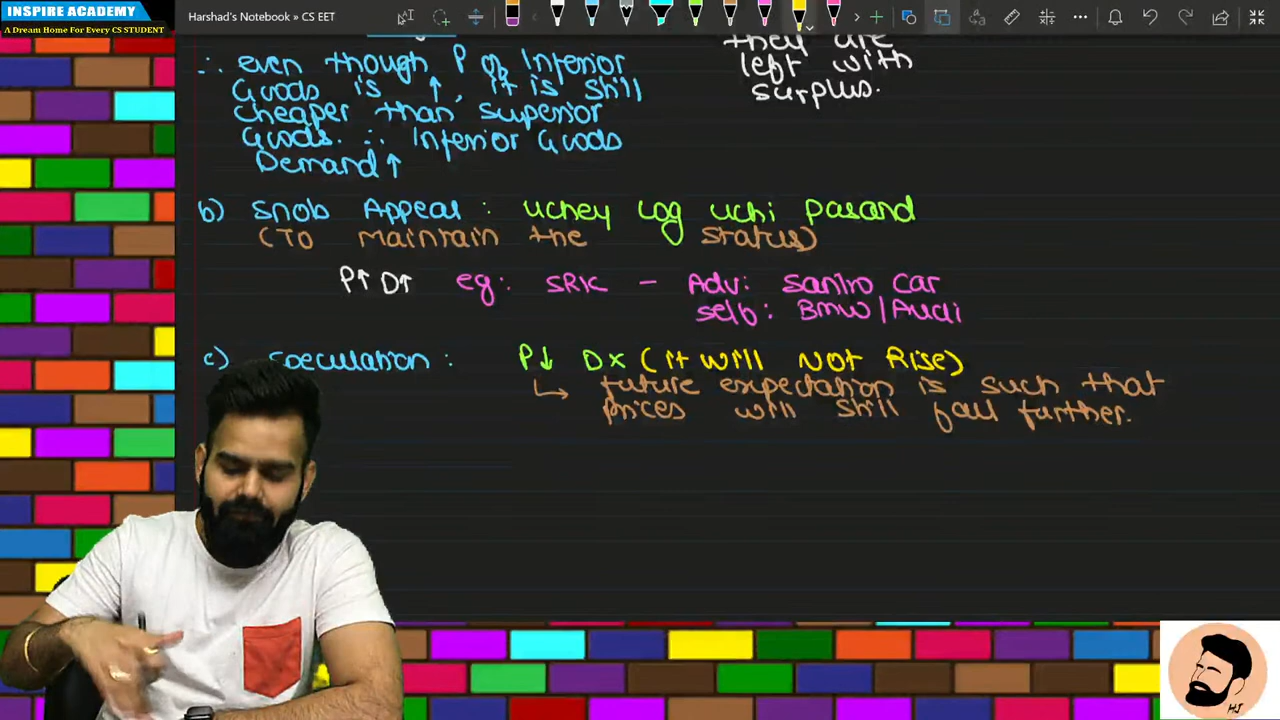 INSPIRE ACADEMY
A Dream Home For Every CS STUDENT
Harshad's Notebook » CS EET
they are
left with
surplus.
∴ even though P of Inferior
Goods is ↑, it is still
cheaper than superior
Goods. ∴ Inferior Goods
Demand ↑
b) Snob Appeal : uchey log uchi pasand
(To maintain the status)
P↑ D↑ eg: SRK - Adv: Santro Car
self: BMW/Audi
c) speculation : P↓ Dx (it will Not Rise)
↳ future expectation is such that
prices will still fall further.
HJ